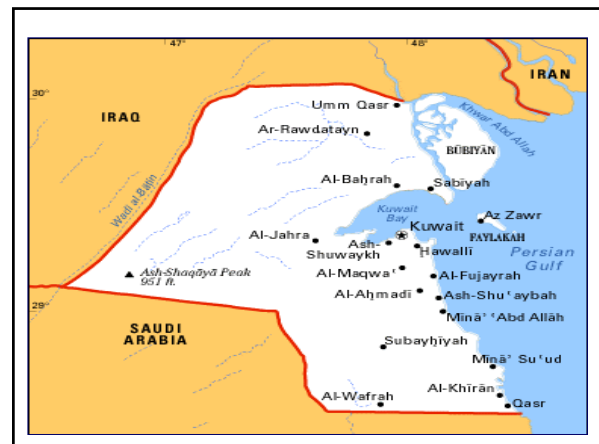 47°
48°
IRAN
30°
Umm Qasr
IRAQ
Khwar Abd Allah
Ar-Rawdatayn
BŪBIYĀN
Wadi al-Bāṭin
Al-Baḥrah
Sabīyah
Kuwait
Bay
Az Zawr
Kuwait
FAYLAKAH
Al-Jahra
Ash-
Shuwaykh
Hawalli
Persian
Gulf
Ash-Shaqāyā Peak
951 ft.
Al-Maqwaʿ
Al-Fujayrah
Al-Aḥmadī
Ash-Shuʿaybah
29°
Mīnāʾ ʿAbd Allāh
SAUDI
ARABIA
Subayḥīyah
Mīnāʾ Suʿud
Al-Khīrān
Al-Wafrah
Qasr